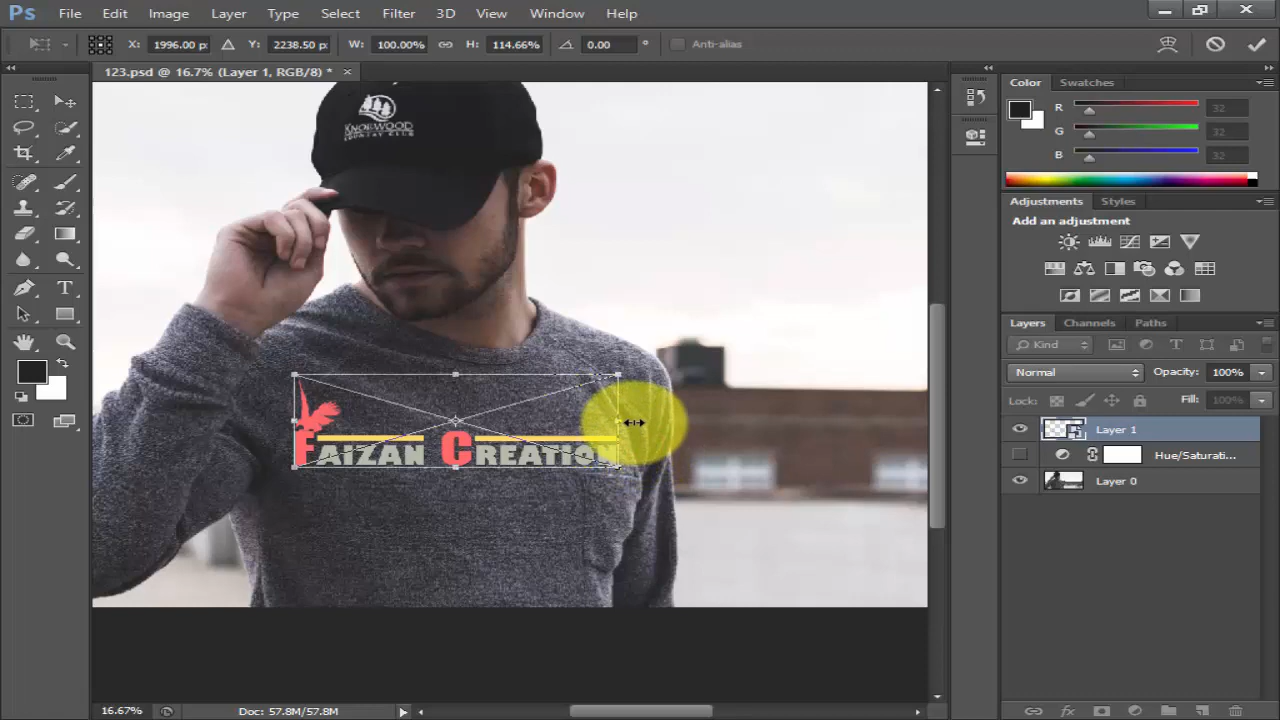 Ps File Edit Image Layer Type Select Filter 3D View Window Help
X: 1996.00 p Y: 2238.50 p W: 100.00% H: 114.66% 0.00 ° Anti-alias
123.psd @ 16.7% (Layer 1, RGB/8) * ×
Color Swatches
R 32
G 32
B 32
Adjustments Styles
Add an adjustment
Layers Channels Paths
Kind
Normal Opacity: 100%
Lock: Fill: 100%
Layer 1
Hue/Saturati...
Layer 0
KNOLLWOOD
COUNTRY CLUB
FAIZAN CREATION
16.67% Doc: 57.8M/57.8M